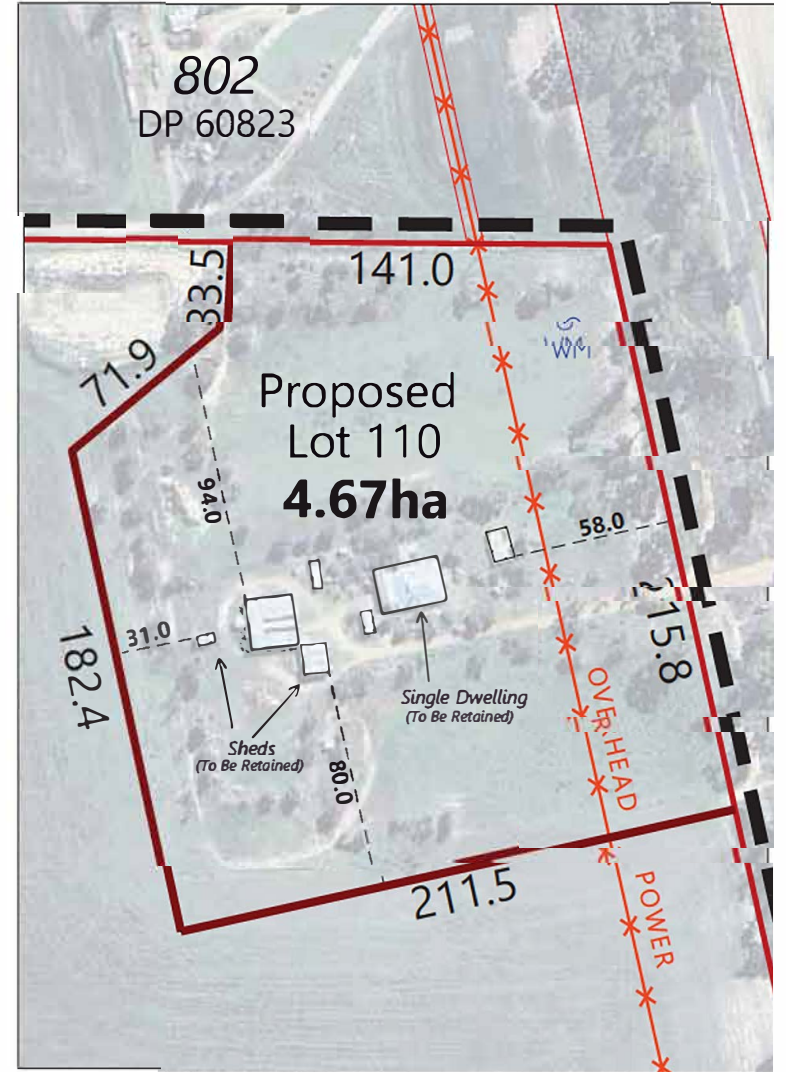 802
DP 60823
33.5
141.0
71.9
WM
Proposed
Lot 110
4.67ha
94.0
58.0
31.0
182.4
215.8
Single Dwelling
(To Be Retained)
Sheds
(To Be Retained)
80.0
OVERHEAD
211.5
POWER